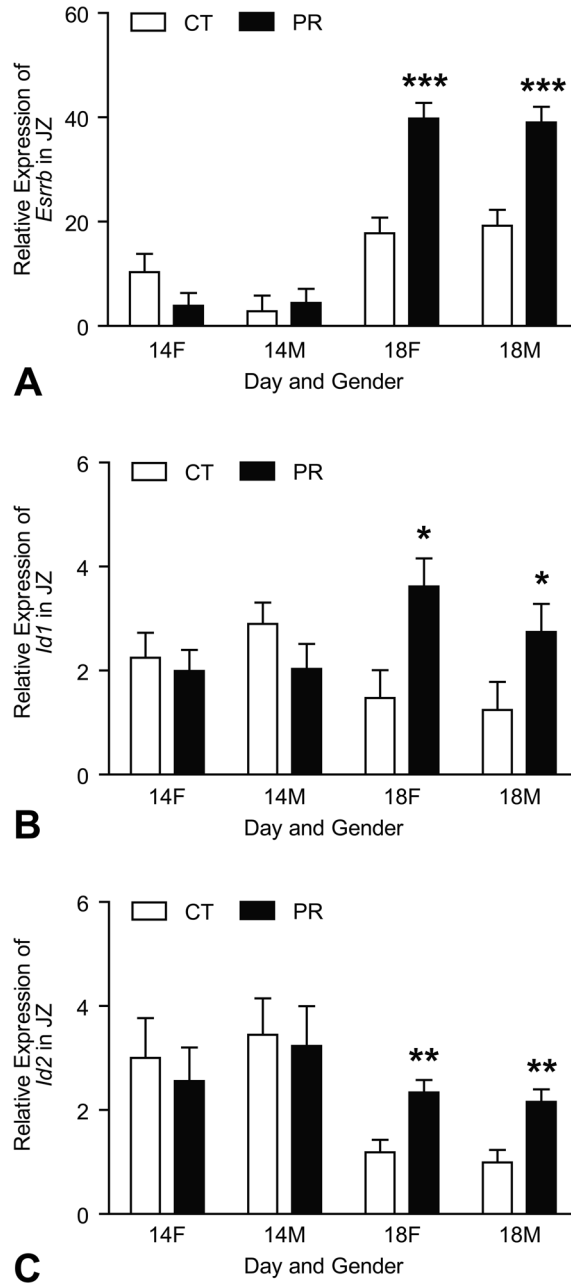 60
CT PR
***
***
40
20
0
Relative Expression of
Esrrb in JZ
14F 14M 18F 18M
Day and Gender
A
6
CT PR
*
*
4
2
0
Relative Expression of
Id1 in JZ
14F 14M 18F 18M
Day and Gender
B
6
CT PR
**
**
4
2
0
Relative Expression of
Id2 in JZ
14F 14M 18F 18M
Day and Gender
C